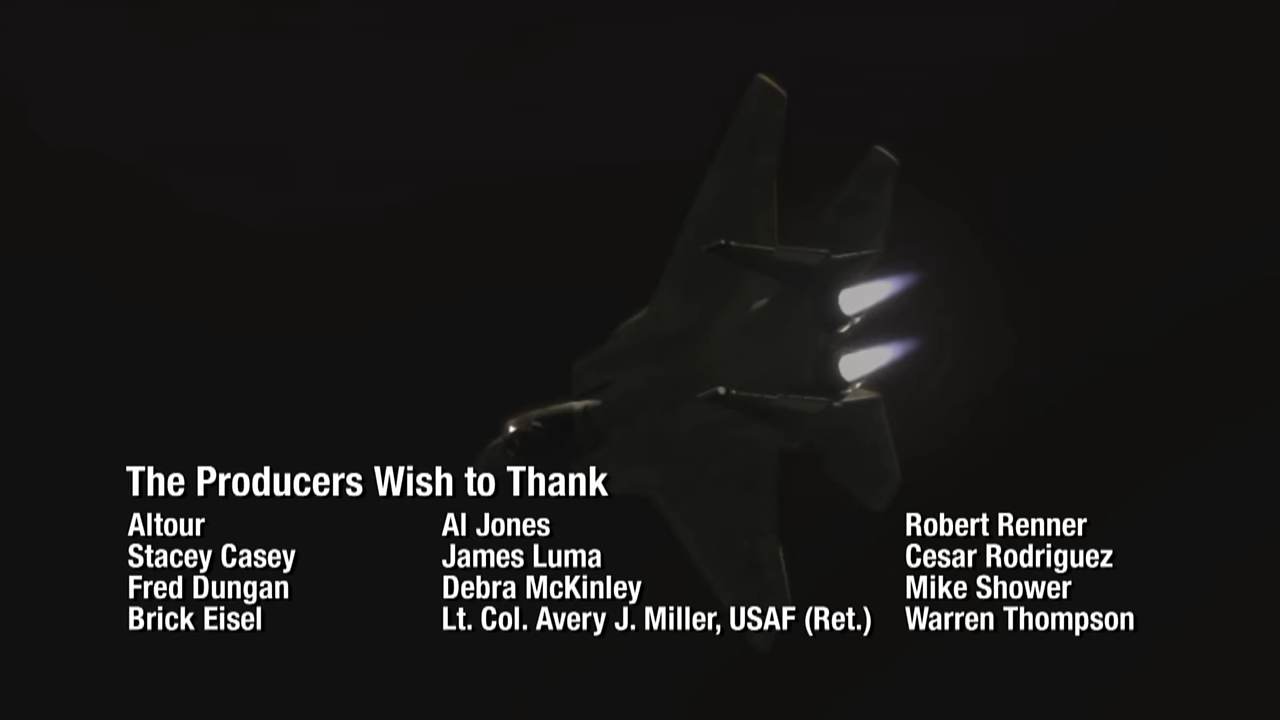 The Producers Wish to Thank
Altour
Stacey Casey
Fred Dungan
Brick Eisel
Al Jones
James Luma
Debra McKinley
Lt. Col. Avery J. Miller, USAF (Ret.)
Robert Renner
Cesar Rodriguez
Mike Shower
Warren Thompson